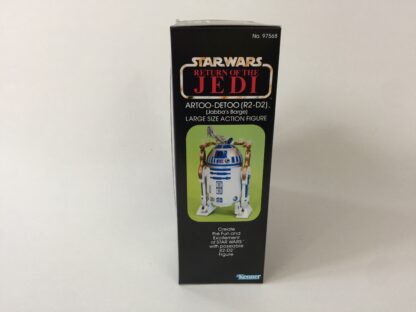 No. 97568
STAR WARS
RETURN OF THE
JEDI
ARTOO-DETOO (R2-D2)
(Jabba's Barge)
LARGE SIZE ACTION FIGURE
Create
the Fun and
Excitement
of STAR WARS
with poseable
R2-D2
Figure
Kenner